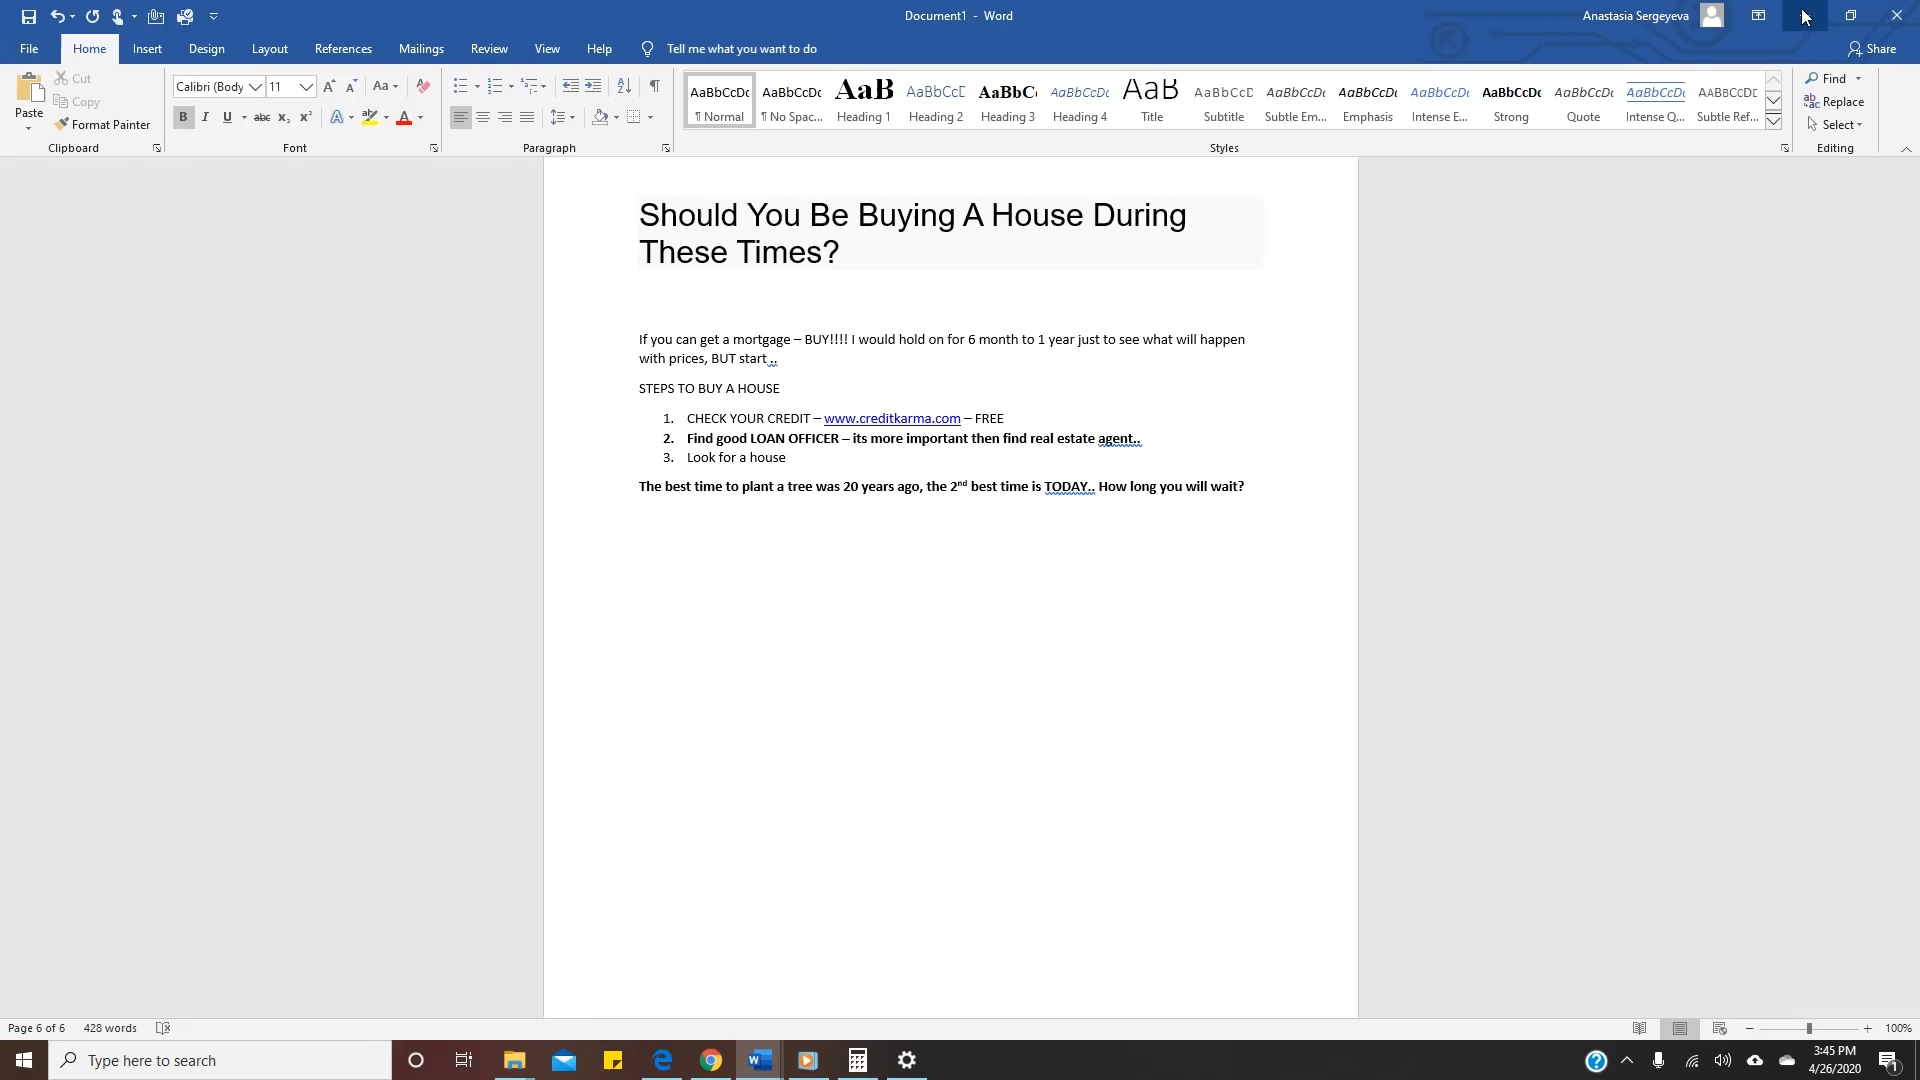 Document1 - Word
Anastasia Sergeyeva
File Home Insert Design Layout References Mailings Review View Help Tell me what you want to do Share
Paste
Cut
Copy
Format Painter
Clipboard
Calibri (Body 11
Font
Paragraph
AaBbCcDc AaBbCcDc AaB AaBbCcD AaBbC AaBbCcDc AaB AaBbCcD AaBbCcDc AaBbCcDc AaBbCcDc AaBbCcDc AaBbCcDc AaBbCcDc AABBCCDE
¶ Normal ¶ No Spac... Heading 1 Heading 2 Heading 3 Heading 4 Title Subtitle Subtle Em... Emphasis Intense E... Strong Quote Intense Q... Subtle Ref...
Styles
Find
Replace
Select
Editing
Should You Be Buying A House During
These Times?
If you can get a mortgage – BUY!!!! I would hold on for 6 month to 1 year just to see what will happen
with prices, BUT start ..
STEPS TO BUY A HOUSE
1. CHECK YOUR CREDIT – www.creditkarma.com – FREE
2. Find good LOAN OFFICER – its more important then find real estate agent..
3. Look for a house
The best time to plant a tree was 20 years ago, the 2nd best time is TODAY.. How long you will wait?
Page 6 of 6 428 words 100%
Type here to search
3:45 PM
4/26/2020